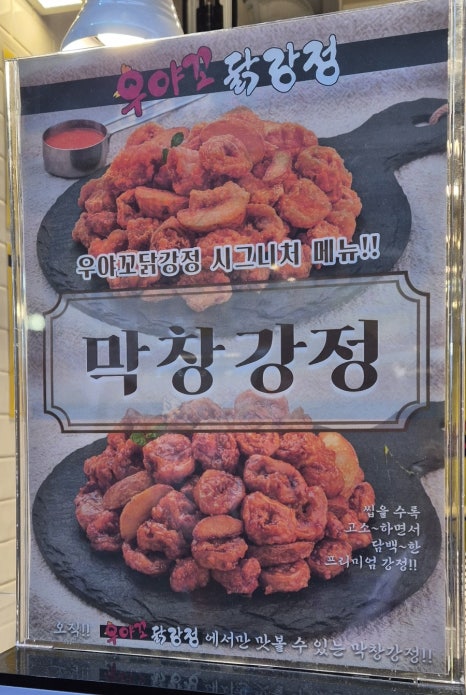 우야꼬 닭강정
우야꼬닭강정 시그니처 메뉴!!
막창강정
씹을 수록
고소~하면서
담백~한
프리미엄 강정!!
오직!! 우야꼬 닭강정 에서만 맛볼 수 있는 막창강정!!